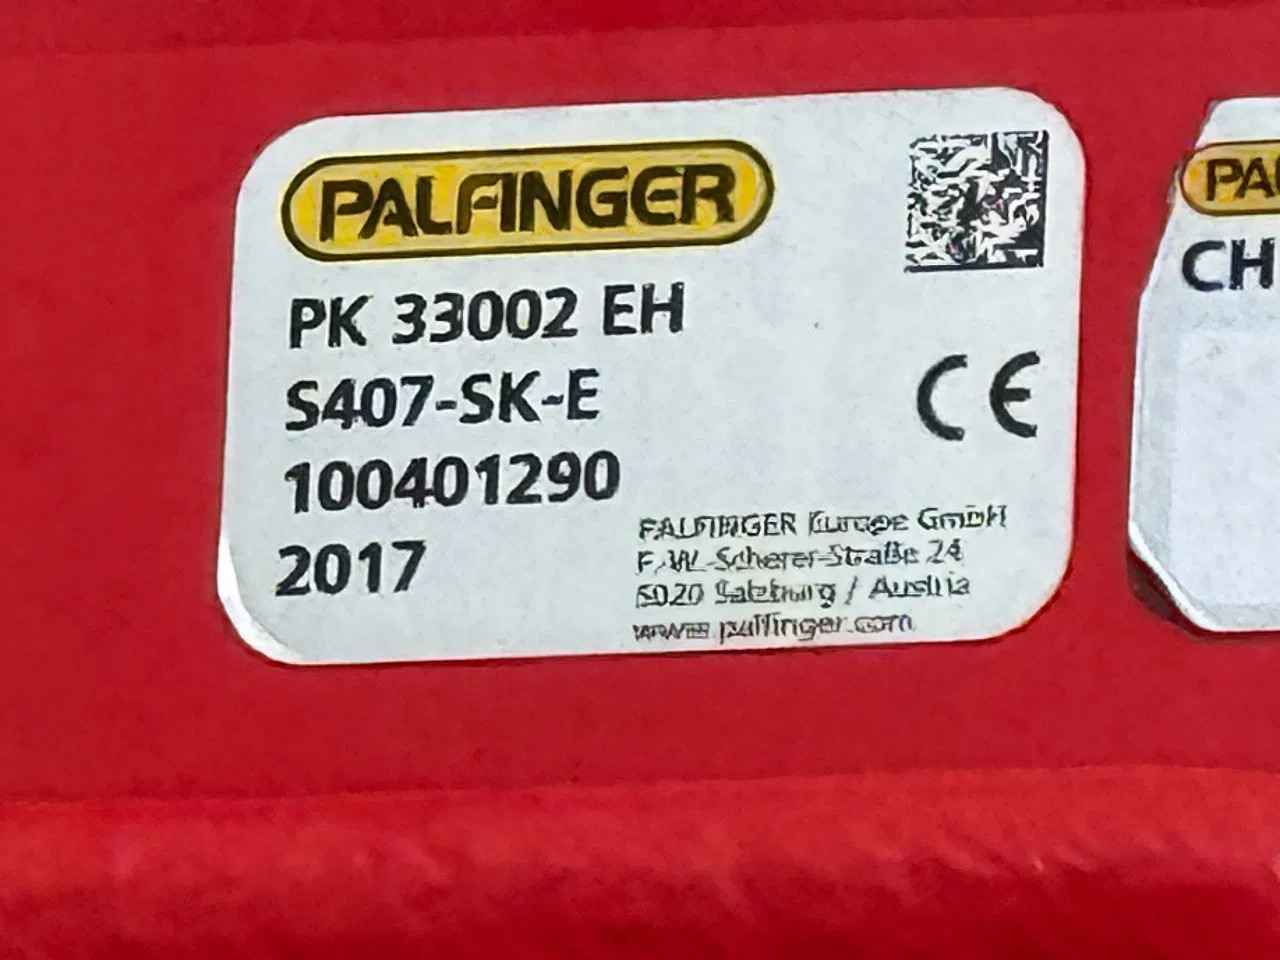 PALFINGER
PK 33002 EH
S407-SK-E
100401290
2017
CE
PALFINGER Europe GmbH
F.-W.-Scherer-Straße 24
5020 Salzburg / Austria
www.palfinger.com
PAL
CH